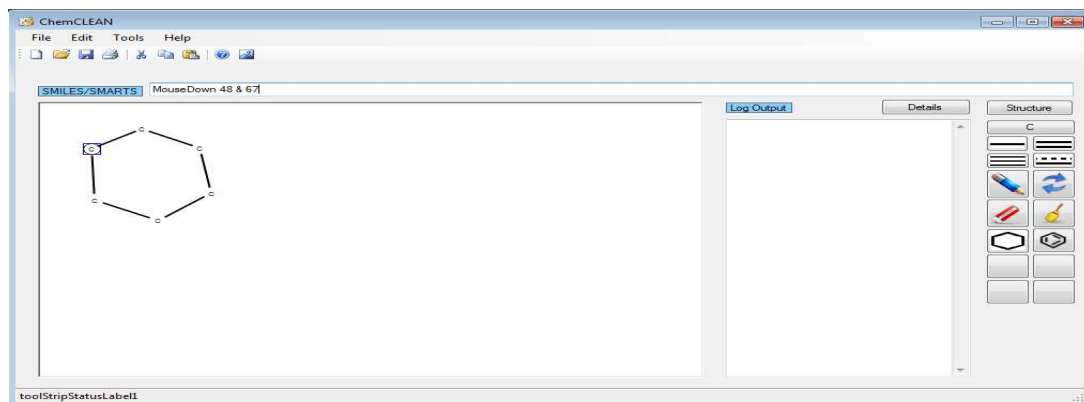 ChemCLEAN
File Edit Tools Help
SMILES/SMARTS MouseDown 48 & 67
Log Output Details Structure
C
C
C
C
C
C
C
toolStripStatusLabel1